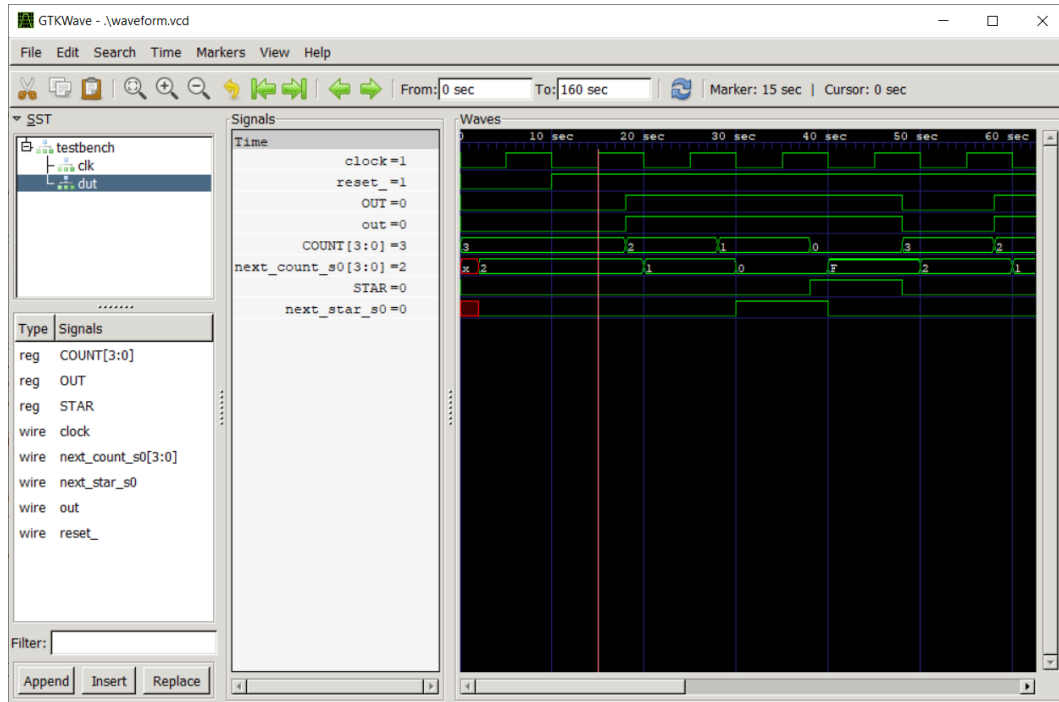 GTKWave - .\waveform.vcd
File Edit Search Time Markers View Help
From: 0 sec To: 160 sec Marker: 15 sec | Cursor: 0 sec
SST
testbench
clk
dut
Type Signals
reg COUNT[3:0]
reg OUT
reg STAR
wire clock
wire next_count_s0[3:0]
wire next_star_s0
wire out
wire reset_
Filter:
Append Insert Replace
Signals
Time
clock=1
reset_=1
OUT=0
out=0
COUNT[3:0]=3
next_count_s0[3:0]=2
STAR=0
next_star_s0=0
Waves
0 10 sec 20 sec 30 sec 40 sec 50 sec 60 sec
3 2 1 0 3 2
x 2 1 0 F 2 1